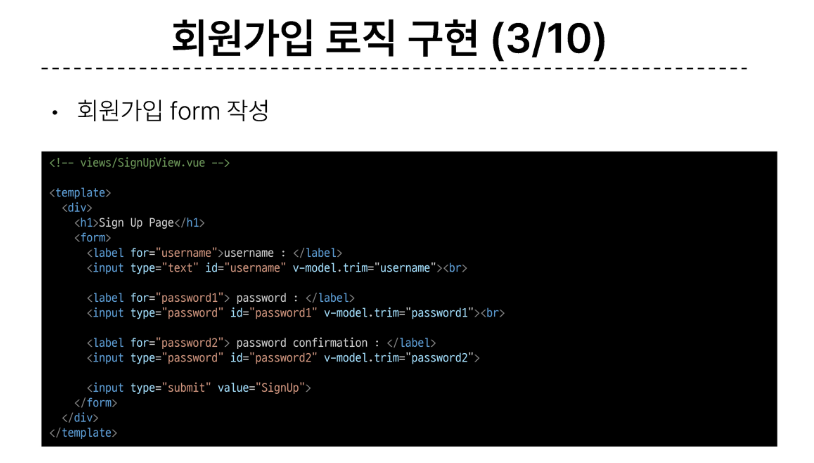 회원가입 로직 구현 (3/10)
• 회원가입 form 작성
<!-- views/SignUpView.vue -->
<template>
<div>
<h1>Sign Up Page</h1>
<form>
<label for="username">username : </label>
<input type="text" id="username" v-model.trim="username"><br>
<label for="password1"> password : </label>
<input type="password" id="password1" v-model.trim="password1"><br>
<label for="password2"> password confirmation : </label>
<input type="password" id="password2" v-model.trim="password2">
<input type="submit" value="SignUp">
</form>
</div>
</template>